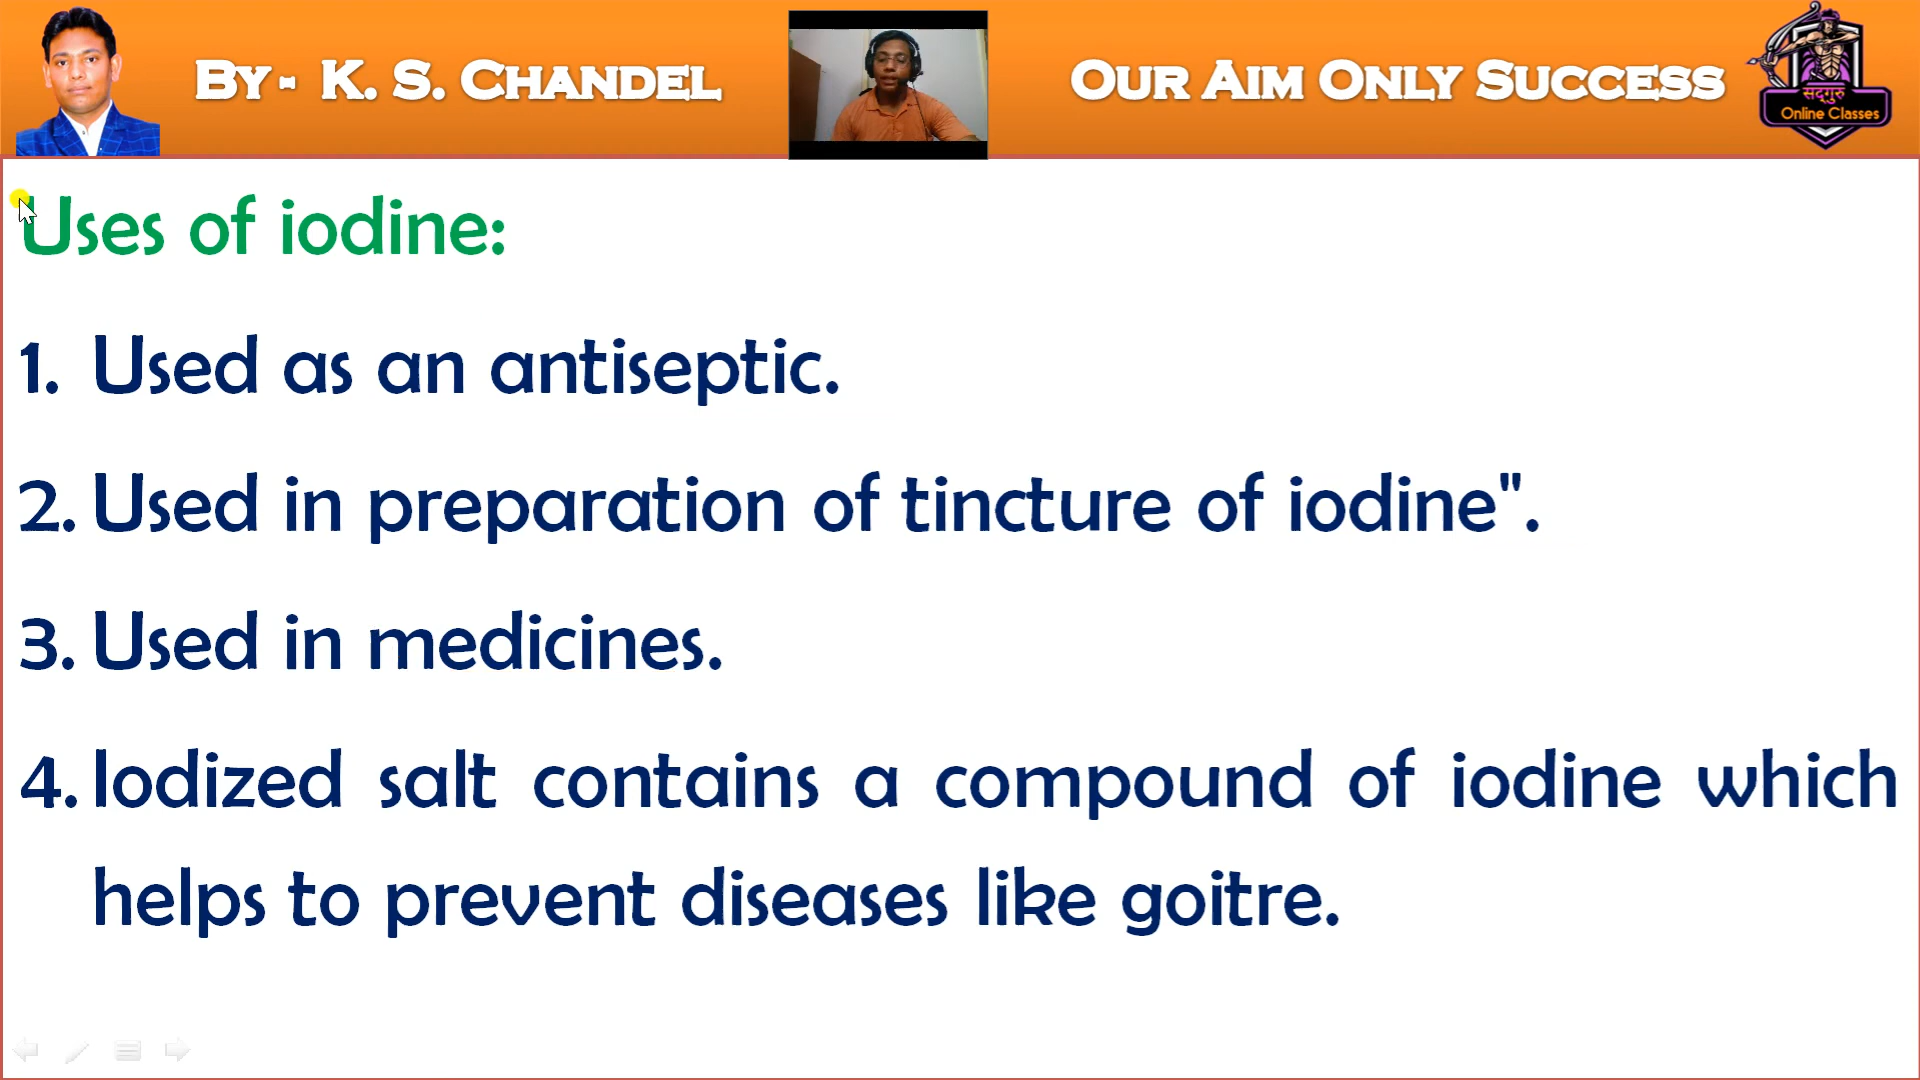 By - K. S. Chandel
Our Aim Only Success
सद्गुरु
Online Classes
Uses of iodine:
1. Used as an antiseptic.
2. Used in preparation of tincture of iodine".
3. Used in medicines.
4. Iodized salt contains a compound of iodine which
helps to prevent diseases like goitre.